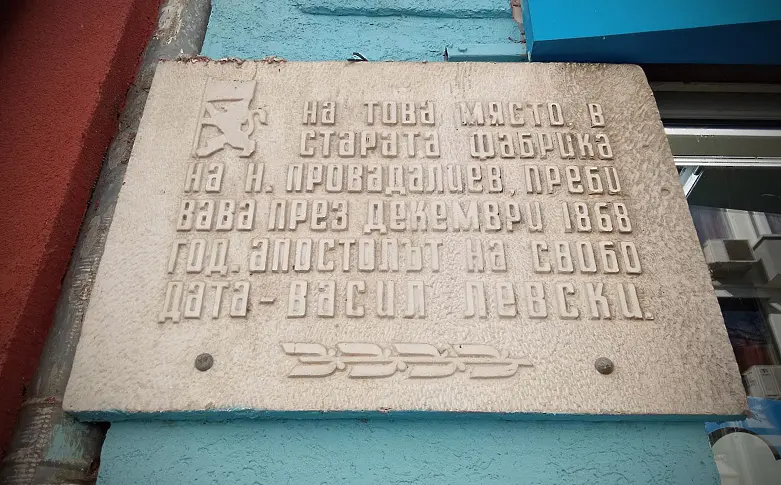 НА ТОВА МЯСТО, В
СТАРАТА ФАБРИКА
НА Н. ПРОВАДАЛИЕВ, ПРЕБИ
ВАВА ПРЕЗ ДЕКЕМВРИ 1868
ГОД. АПОСТОЛЪТ НА СВОБО
ДАТА - ВАСИЛ ЛЕВСКИ.